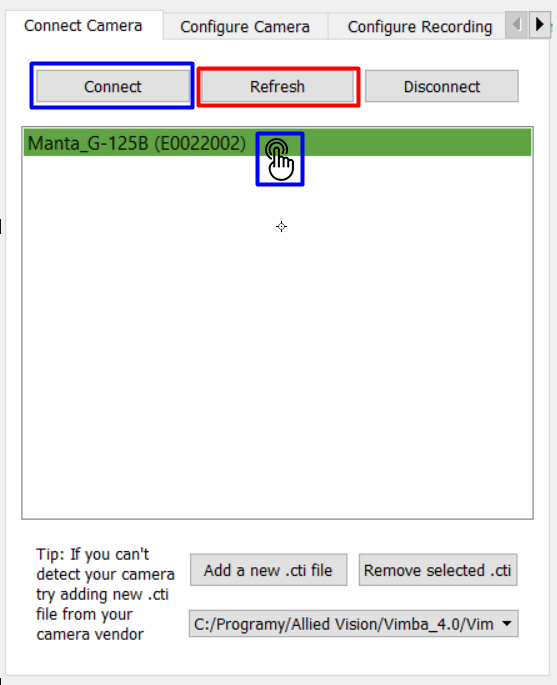 Connect Camera Configure Camera Configure Recording
Connect Refresh Disconnect
Manta_G-125B (E0022002)
Tip: If you can't
detect your camera
try adding new .cti
file from your
camera vendor
Add a new .cti file Remove selected .cti
C:/Programy/Allied Vision/Vimba_4.0/Vim